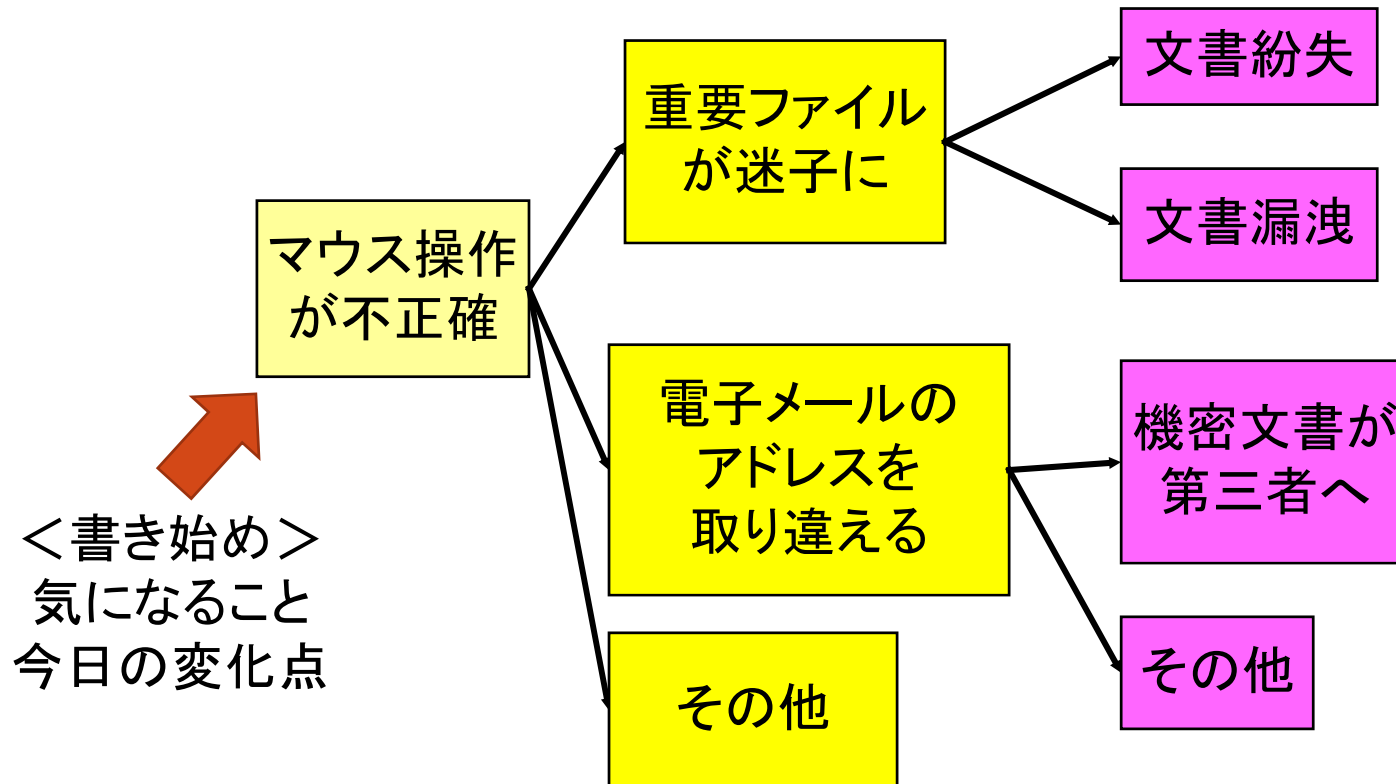 マウス操作
が不正確
＜書き始め＞
気になること
今日の変化点
重要ファイル
が迷子に
電子メールの
アドレスを
取り違える
その他
文書紛失
文書漏洩
機密文書が
第三者へ
その他